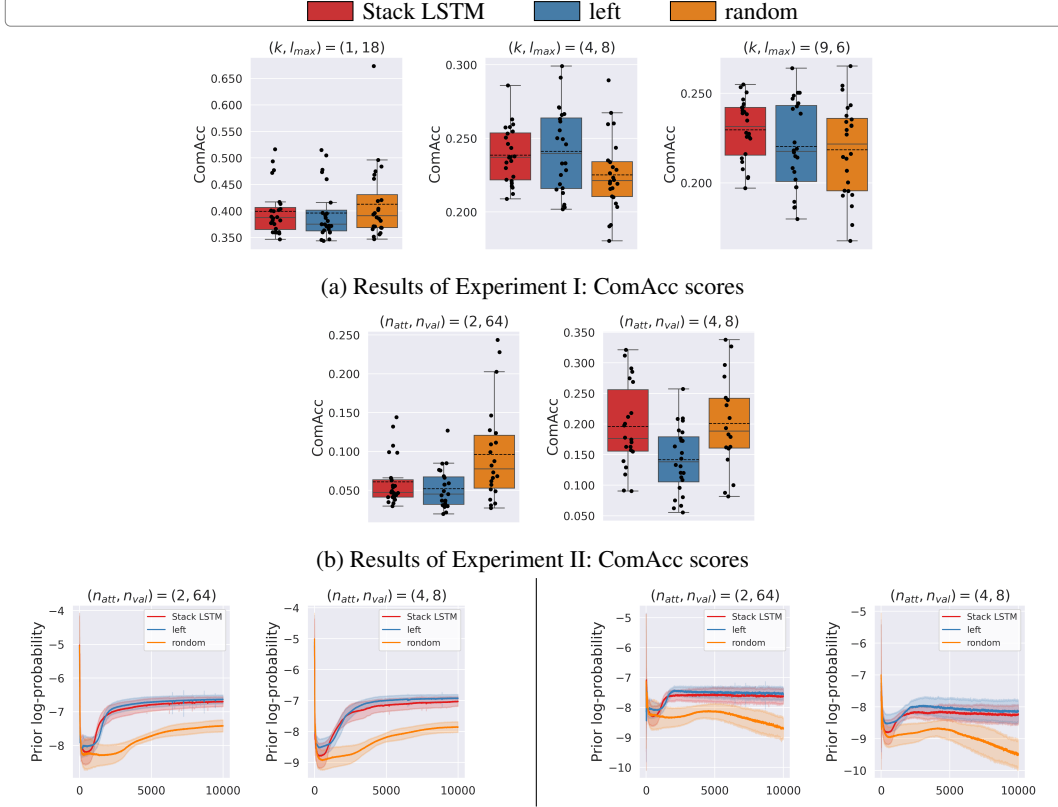 Stack LSTM left random
(k, l_max) = (1, 18)
0.650
0.600
0.550
0.500
0.450
0.400
0.350
ComAcc
(k, l_max) = (4, 8)
0.300
0.250
0.200
ComAcc
(k, l_max) = (9, 6)
0.250
0.200
ComAcc
(a) Results of Experiment I: ComAcc scores
(n_att, n_val) = (2, 64)
0.250
0.200
0.150
0.100
0.050
ComAcc
(n_att, n_val) = (4, 8)
0.350
0.300
0.250
0.200
0.150
0.100
0.050
ComAcc
(b) Results of Experiment II: ComAcc scores
(n_att, n_val) = (2, 64)
Prior log-probability
−4
−5
−6
−7
−8
Stack LSTM
left
random
0 5000 10000
(n_att, n_val) = (4, 8)
Prior log-probability
−4
−5
−6
−7
−8
−9
Stack LSTM
left
random
0 5000 10000
(n_att, n_val) = (2, 64)
Prior log-probability
−5
−6
−7
−8
−9
−10
Stack LSTM
left
random
0 5000 10000
(n_att, n_val) = (4, 8)
Prior log-probability
−5
−6
−7
−8
−9
−10
Stack LSTM
left
random
0 5000 10000